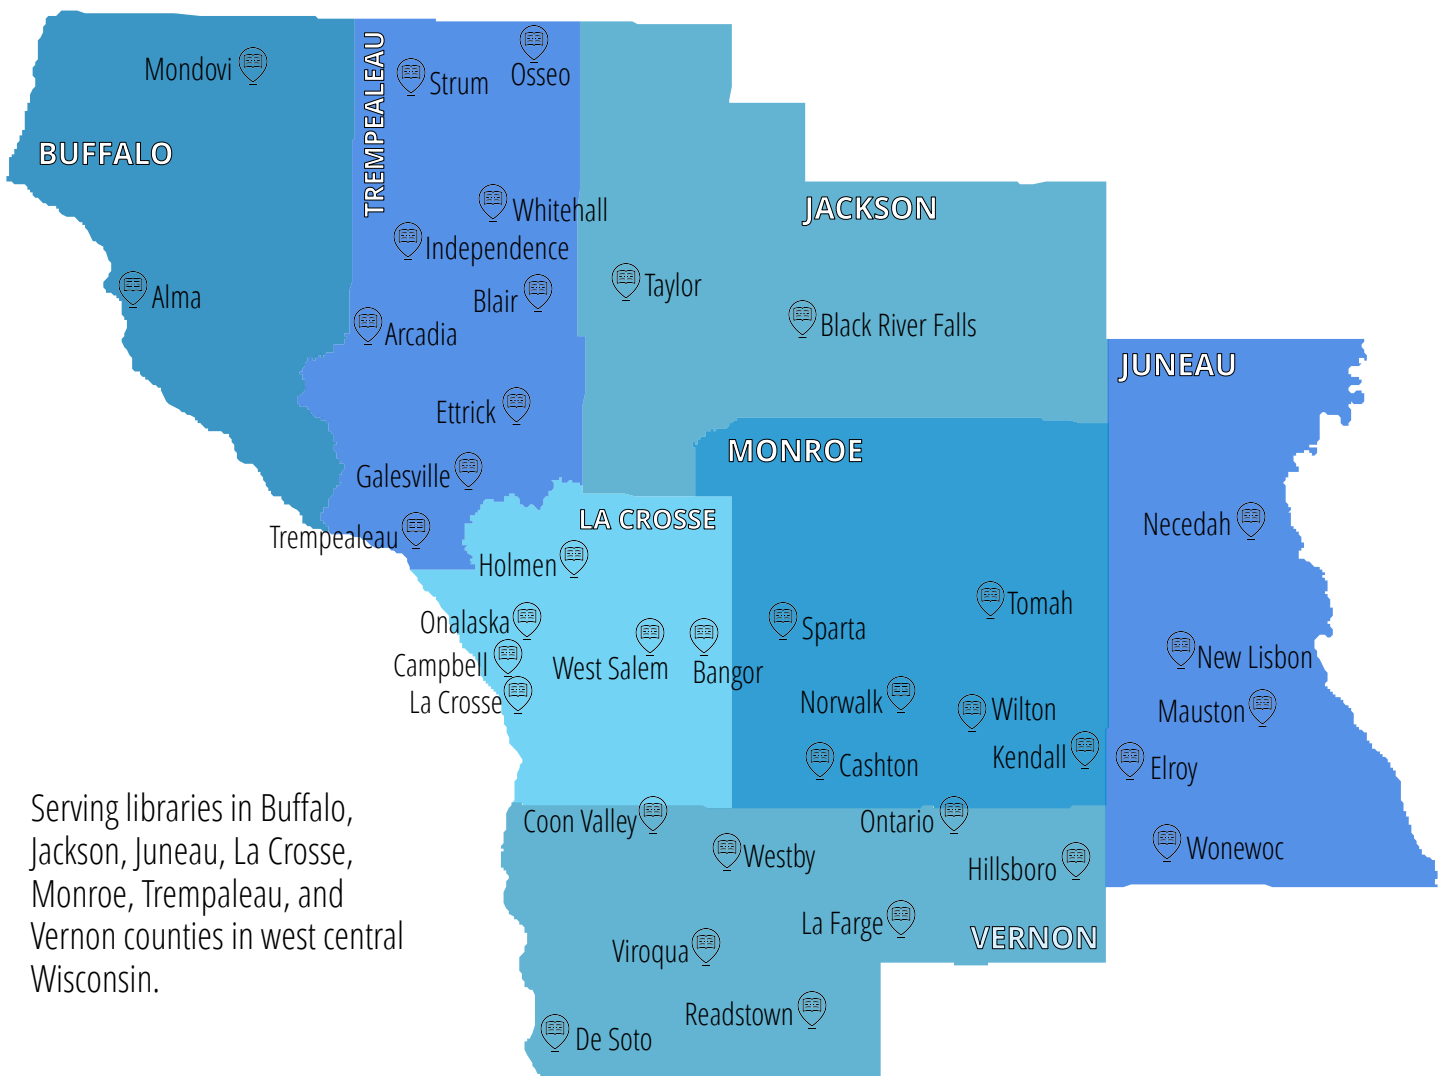 Mondovi
TREMPEALEAU
Strum
Osseo
BUFFALO
Whitehall
JACKSON
Independence
Alma
Blair
Taylor
Arcadia
Black River Falls
JUNEAU
Ettrick
MONROE
Galesville
LA CROSSE
Necedah
Trempealeau
Holmen
Tomah
Onalaska
Sparta
Campbell
West Salem
Bangor
New Lisbon
La Crosse
Norwalk
Wilton
Mauston
Kendall
Cashton
Elroy
Serving libraries in Buffalo,
Jackson, Juneau, La Crosse,
Monroe, Trempaleau, and
Vernon counties in west central
Wisconsin.
Coon Valley
Ontario
Westby
Hillsboro
Wonewoc
La Farge
VERNON
Viroqua
Readstown
De Soto